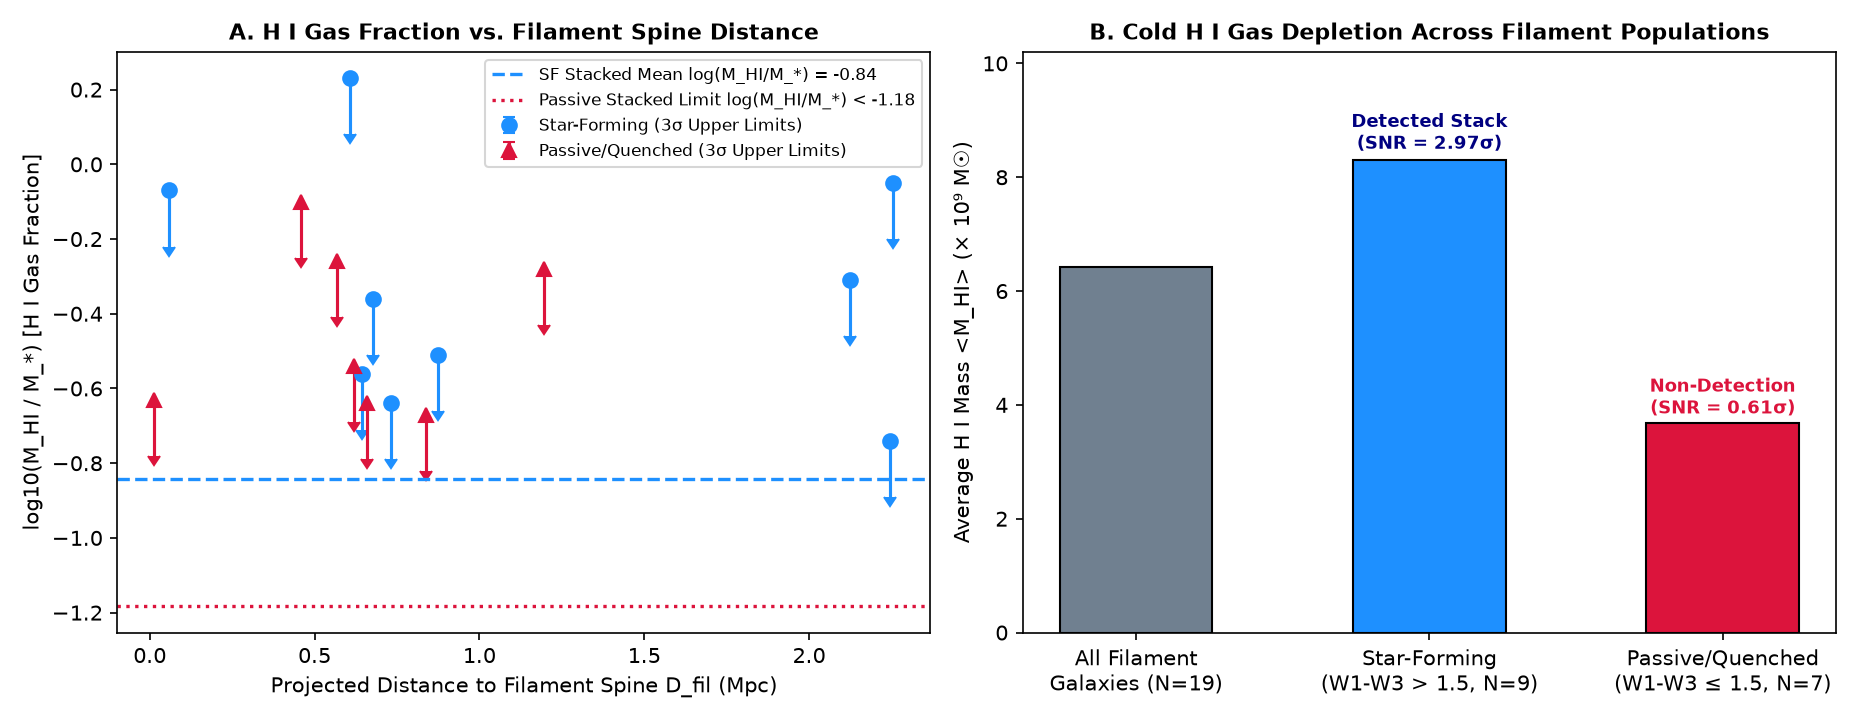 A. H I Gas Fraction vs. Filament Spine Distance
SF Stacked Mean log(M_HI/M_*) = -0.84
Passive Stacked Limit log(M_HI/M_*) < -1.18
Star-Forming (3σ Upper Limits)
Passive/Quenched (3σ Upper Limits)
log10(M_HI / M_*) [H I Gas Fraction]
0.2
0.0
−0.2
−0.4
−0.6
−0.8
−1.0
−1.2
0.0
0.5
1.0
1.5
2.0
Projected Distance to Filament Spine D_fil (Mpc)
B. Cold H I Gas Depletion Across Filament Populations
Average H I Mass <M_HI> (× 10⁹ M☉)
10
8
6
4
2
0
Detected Stack
(SNR = 2.97σ)
Non-Detection
(SNR = 0.61σ)
All Filament
Galaxies (N=19)
Star-Forming
(W1-W3 > 1.5, N=9)
Passive/Quenched
(W1-W3 ≤ 1.5, N=7)